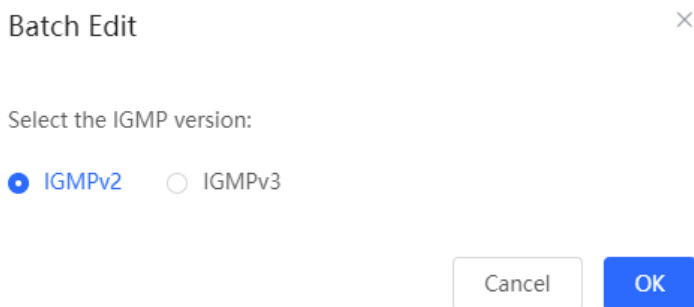 Batch Edit
Select the IGMP version:
IGMPv2 IGMPv3
Cancel OK